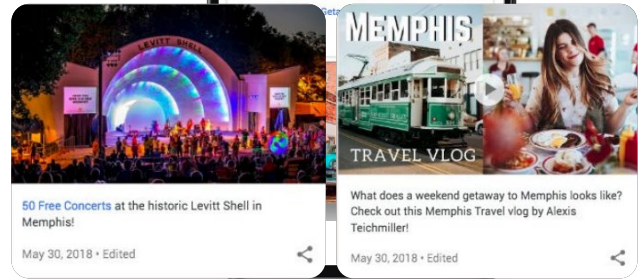 Geta
LEVITT SHELL
50 Free Concerts at the historic Levitt Shell in
Memphis!
May 30, 2018 • Edited
MEMPHIS
TRAVEL VLOG
What does a weekend getaway to Memphis looks like?
Check out this Memphis Travel vlog by Alexis
Teichmiller!
May 30, 2018 • Edited